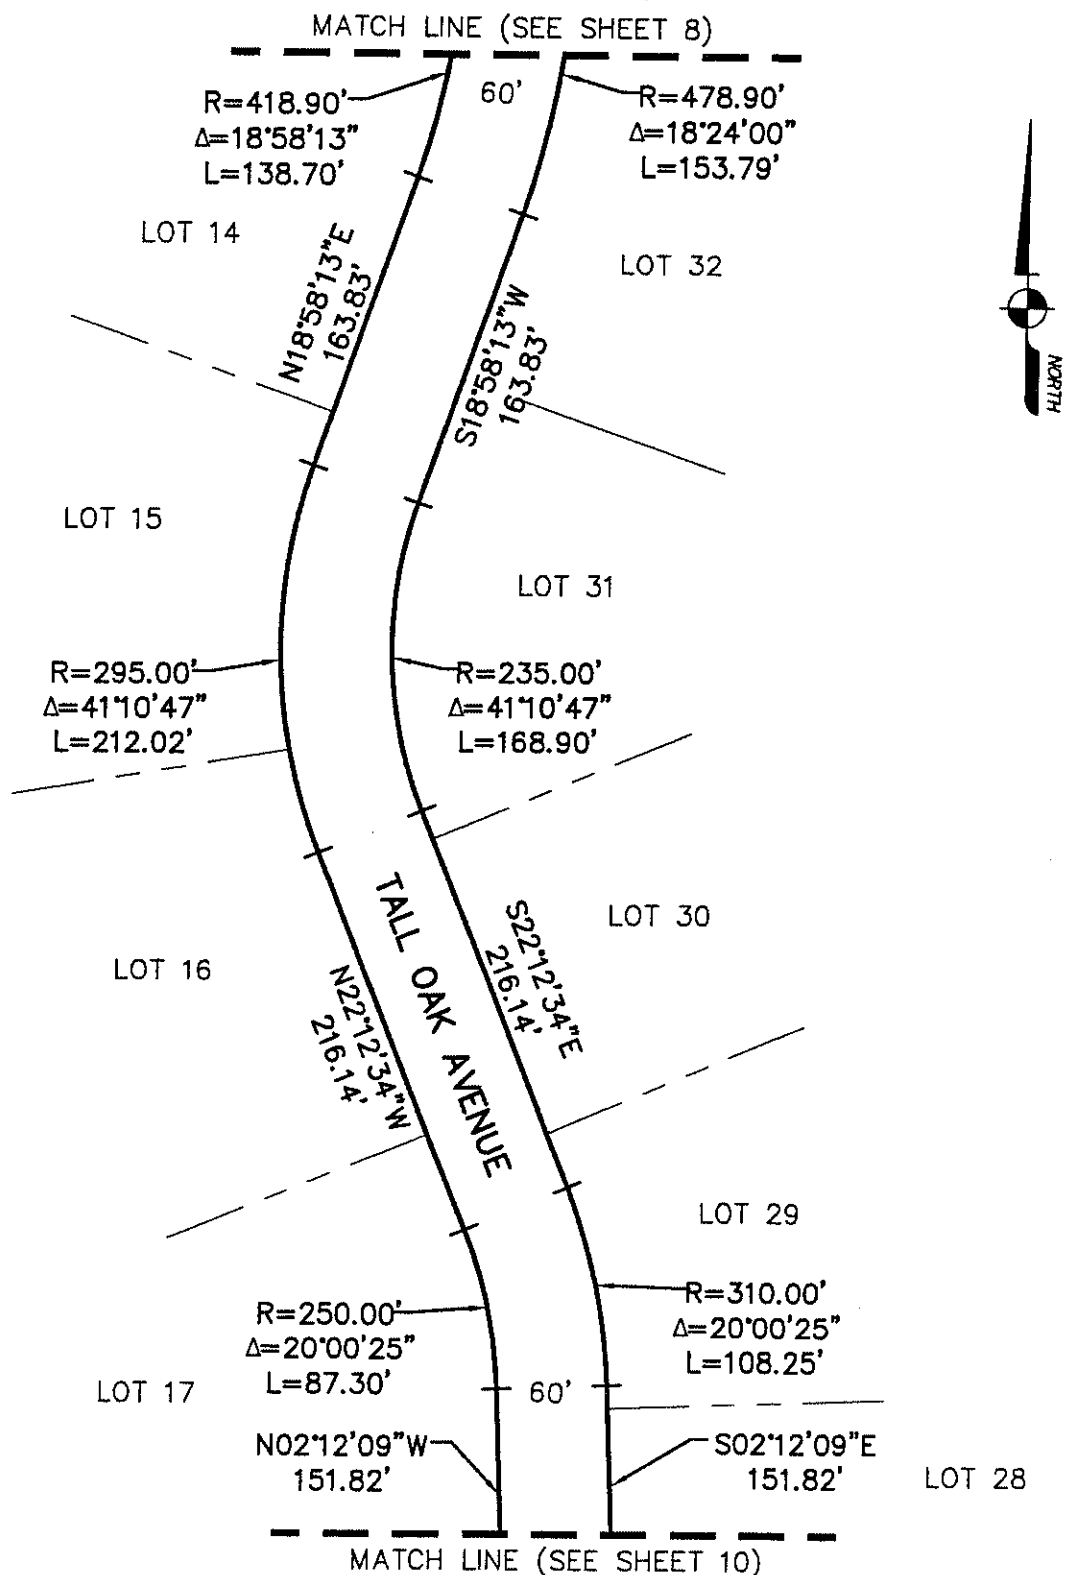 MATCH LINE (SEE SHEET 8)
60'
R=418.90'
Δ=18°58'13"
L=138.70'
R=478.90'
Δ=18°24'00"
L=153.79'
LOT 14
LOT 32
N18°58'13"E
163.83'
S18°58'13"W
163.83'
NORTH
LOT 15
LOT 31
R=295.00'
Δ=41°10'47"
L=212.02'
R=235.00'
Δ=41°10'47"
L=168.90'
TALL OAK AVENUE
LOT 16
LOT 30
N22°12'34"W
216.14'
S22°12'34"E
216.14'
LOT 29
R=250.00'
Δ=20°00'25"
L=87.30'
R=310.00'
Δ=20°00'25"
L=108.25'
LOT 17
60'
N02°12'09"W
151.82'
S02°12'09"E
151.82'
LOT 28
MATCH LINE (SEE SHEET 10)